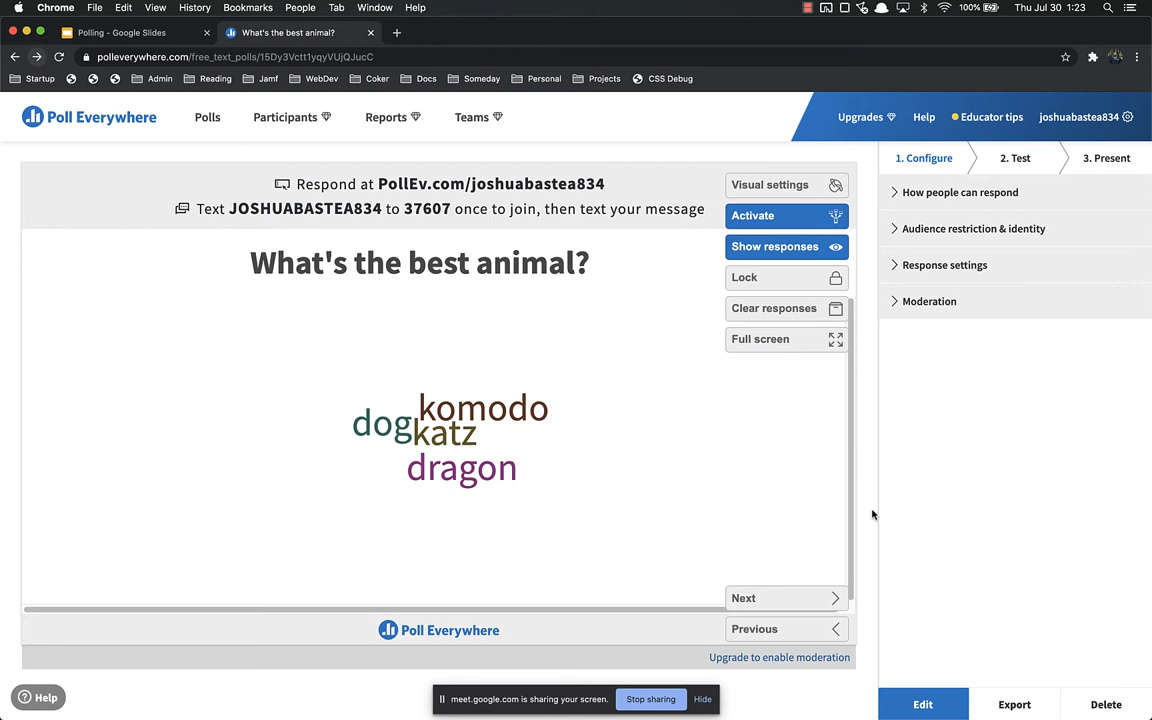 Chrome File Edit View History Bookmarks People Tab Window Help 100% Thu Jul 30 1:23
Polling - Google Slides What's the best animal?
polleverywhere.com/free_text_polls/15Dy3Vctt1yqyVUjQJucC
Startup Admin Reading Jamf WebDev Coker Docs Someday Personal Projects CSS Debug
Poll Everywhere Polls Participants Reports Teams Upgrades Help Educator tips joshuabastea834
1. Configure 2. Test 3. Present
Respond at PollEv.com/joshuabastea834
Text JOSHUABASTEA834 to 37607 once to join, then text your message
Visual settings
Activate
Show responses
Lock
Clear responses
Full screen
How people can respond
Audience restriction & identity
Response settings
Moderation
What's the best animal?
komodo
dog
katz
dragon
Next
Previous
Poll Everywhere
Upgrade to enable moderation
Help
meet.google.com is sharing your screen. Stop sharing Hide
Edit Export Delete